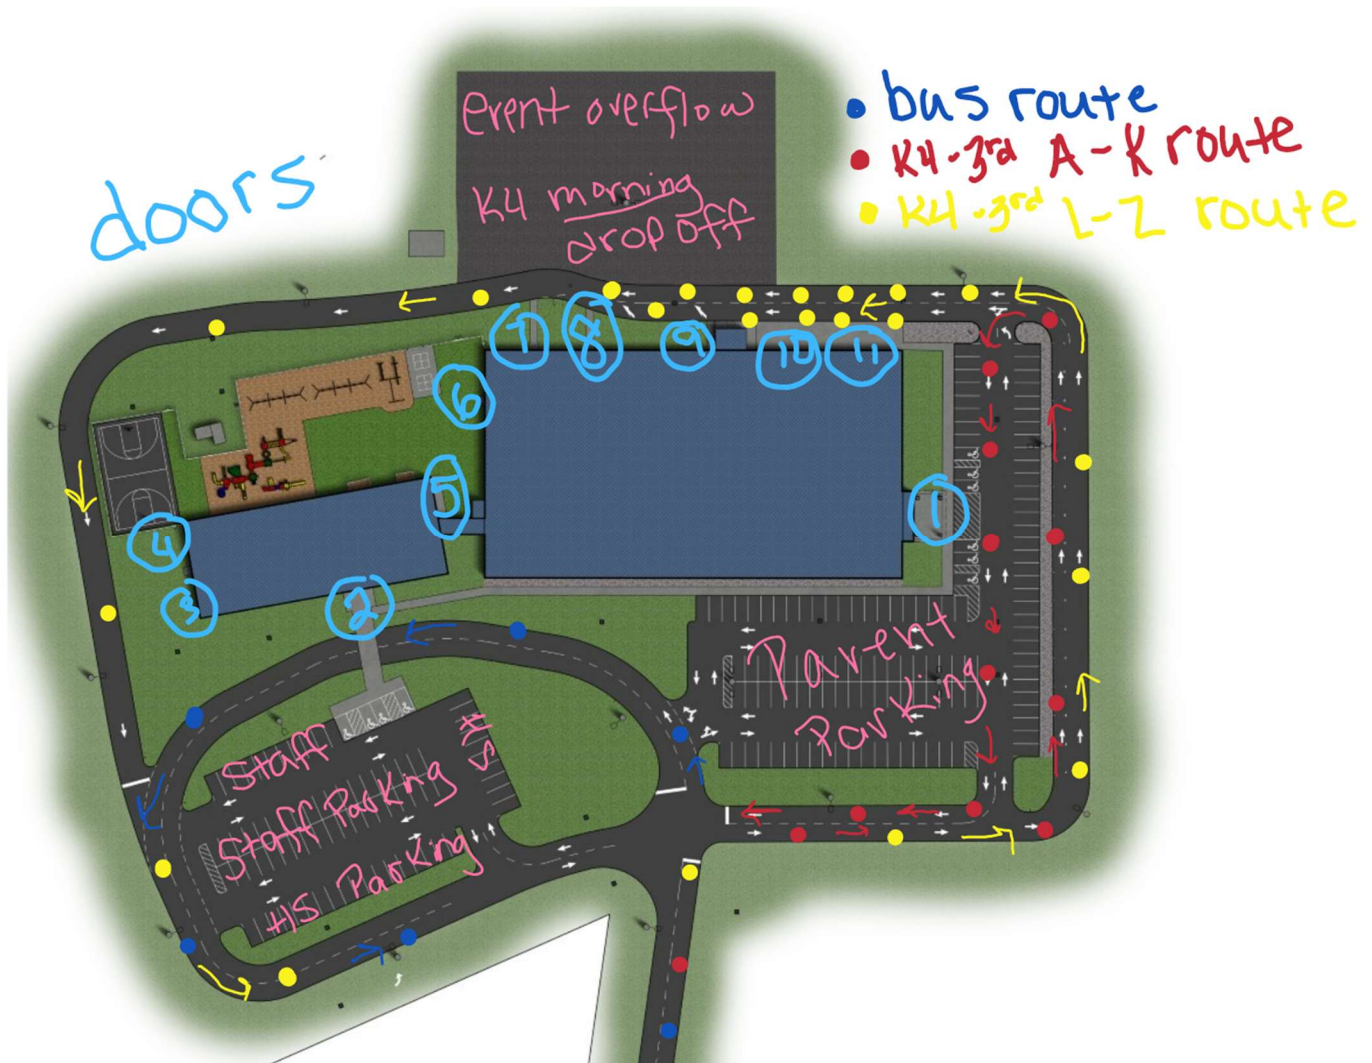 event overflow
K4 morning
drop off
• bus route
• K4-3rd A-K route
• K4-3rd L-Z route
doors
7
8
9
10
11
6
5
1
4
3
2
Parent
Parking
Staff
HS
Staff Parking
HS Parking